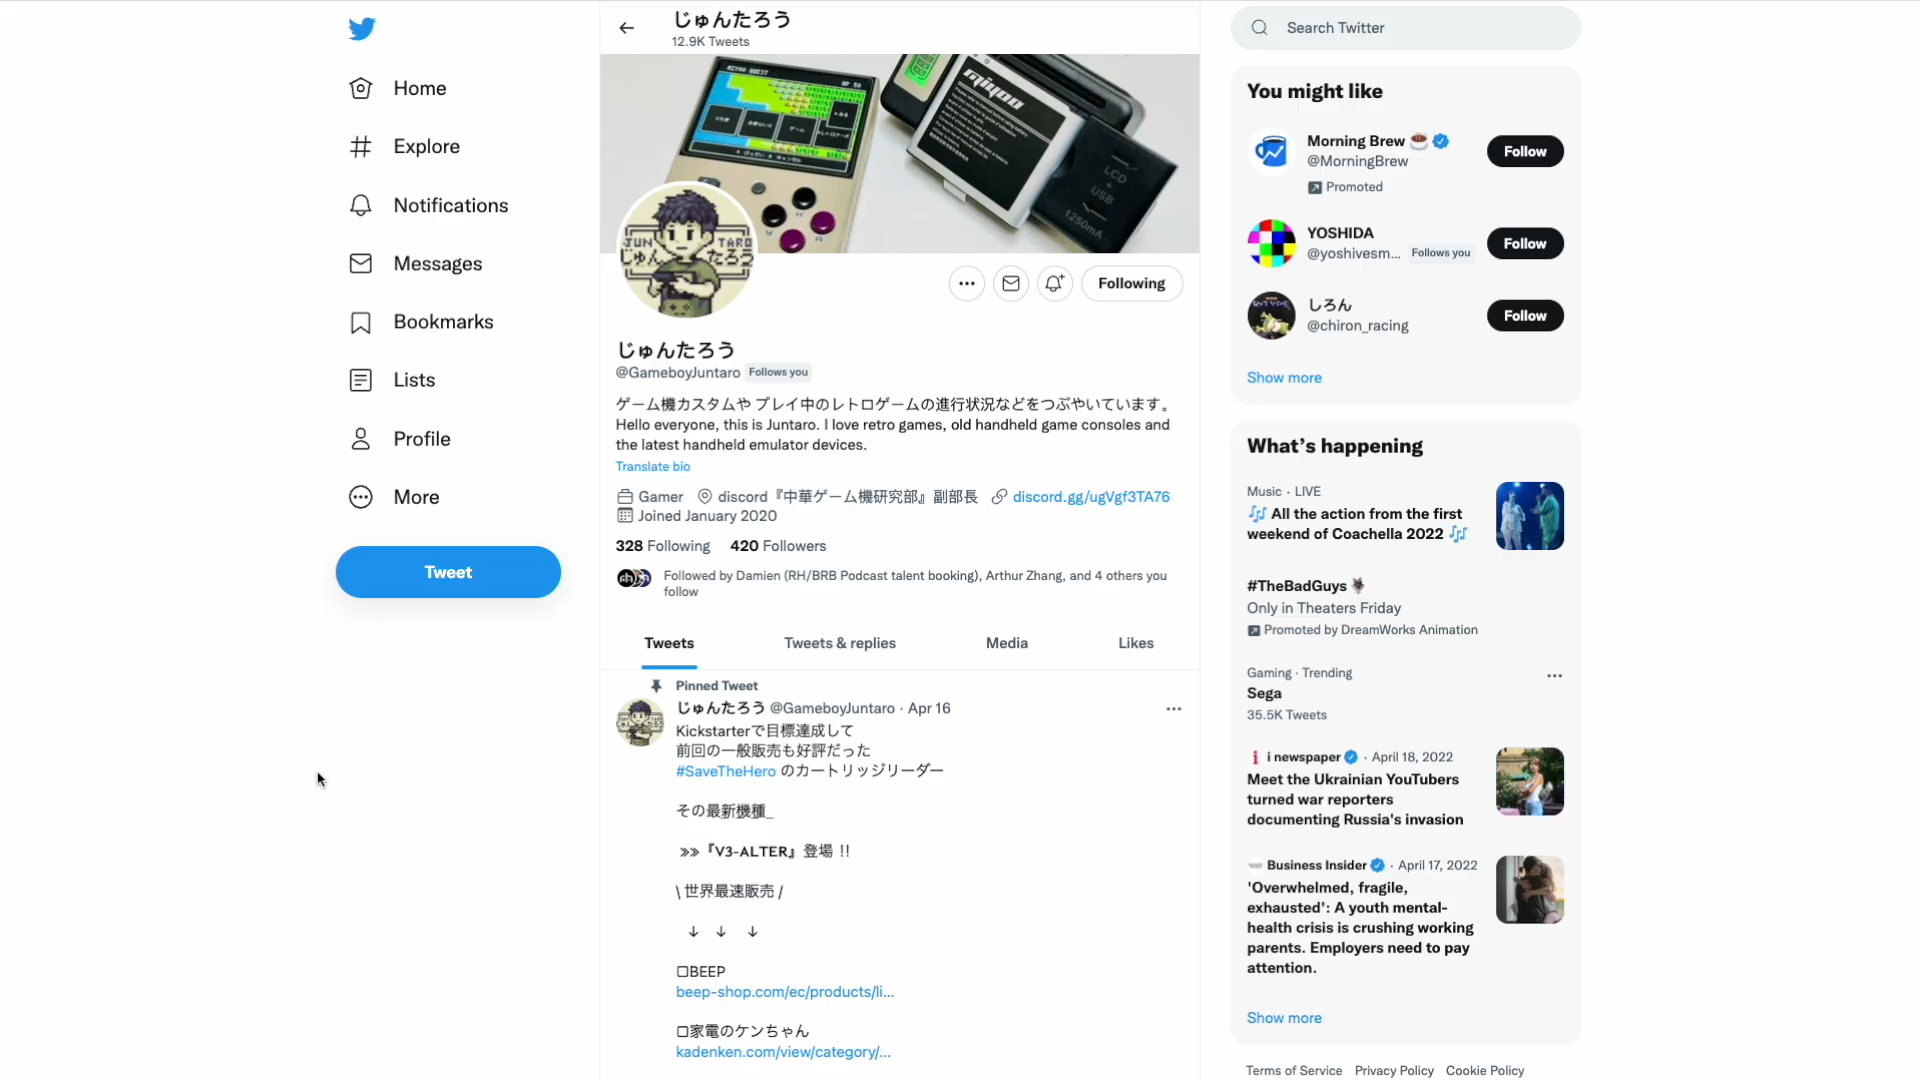 Home
Explore
Notifications
Messages
Bookmarks
Lists
Profile
More
Tweet
じゅんたろう
12.9K Tweets
miyoo
LCD
+
USB
1250mA
JUN TARO
じゅん たろう
Following
じゅんたろう
@GameboyJuntaro Follows you
ゲーム機カスタムや プレイ中のレトロゲームの進行状況などをつぶやいています。
Hello everyone, this is Juntaro. I love retro games, old handheld game consoles and
the latest handheld emulator devices.
Translate bio
Gamer discord『中華ゲーム機研究部』副部長 discord.gg/ugVgf3TA76
Joined January 2020
328 Following 420 Followers
Followed by Damien (RH/BRB Podcast talent booking), Arthur Zhang, and 4 others you
follow
Tweets Tweets & replies Media Likes
Pinned Tweet
じゅんたろう @GameboyJuntaro · Apr 16
Kickstarterで目標達成して
前回の一般販売も好評だった
#SaveTheHero のカートリッジリーダー
その最新機種_
»»『V3-ALTER』登場 !!
\ 世界最速販売 /
↓ ↓ ↓
▢BEEP
beep-shop.com/ec/products/li...
▢家電のケンちゃん
kadenken.com/view/category/...
Search Twitter
You might like
Morning Brew
@MorningBrew
Promoted
Follow
YOSHIDA
@yoshivesm... Follows you
Follow
しろん
@chiron_racing
Follow
Show more
What's happening
Music · LIVE
All the action from the first
weekend of Coachella 2022
#TheBadGuys
Only in Theaters Friday
Promoted by DreamWorks Animation
Gaming · Trending
Sega
35.5K Tweets
i newspaper · April 18, 2022
Meet the Ukrainian YouTubers
turned war reporters
documenting Russia's invasion
Business Insider · April 17, 2022
'Overwhelmed, fragile,
exhausted': A youth mental-
health crisis is crushing working
parents. Employers need to pay
attention.
Show more
Terms of Service Privacy Policy Cookie Policy